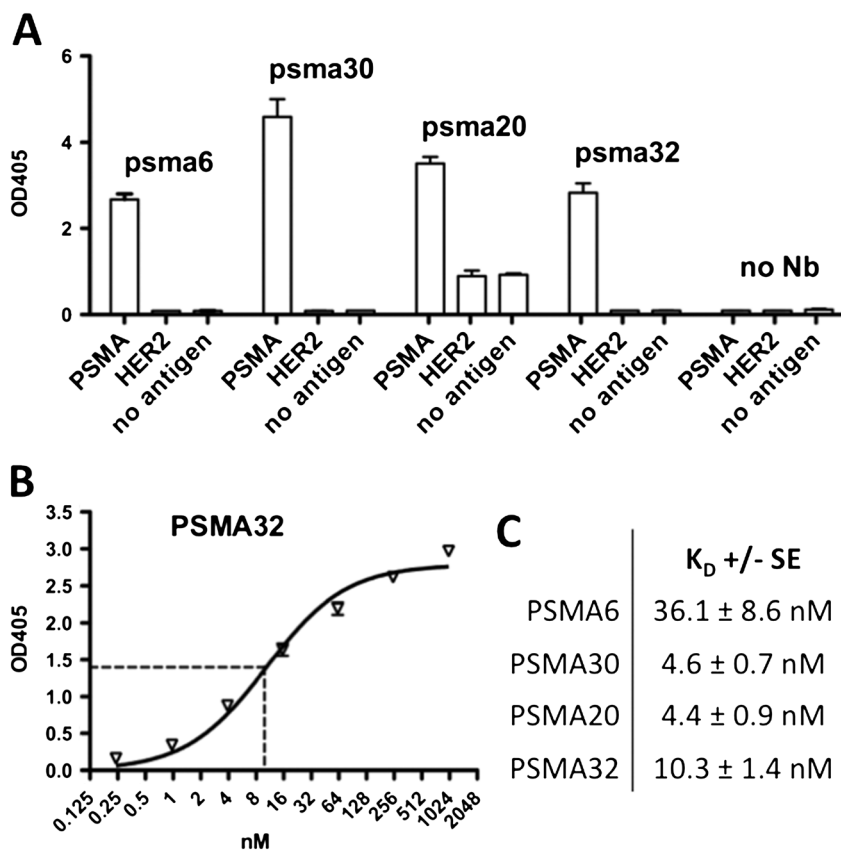 A
6
4
2
0
OD405
psma6
psma30
psma20
psma32
no Nb
PSMA
HER2
no antigen
PSMA
HER2
no antigen
PSMA
HER2
no antigen
PSMA
HER2
no antigen
PSMA
HER2
no antigen
B
PSMA32
3.5
3.0
2.5
2.0
1.5
1.0
0.5
0.0
OD405
0.125
0.25
0.5
1
2
4
8
16
32
64
128
256
512
1024
2048
nM
C
K_D +/- SE
PSMA6 36.1 ± 8.6 nM
PSMA30 4.6 ± 0.7 nM
PSMA20 4.4 ± 0.9 nM
PSMA32 10.3 ± 1.4 nM